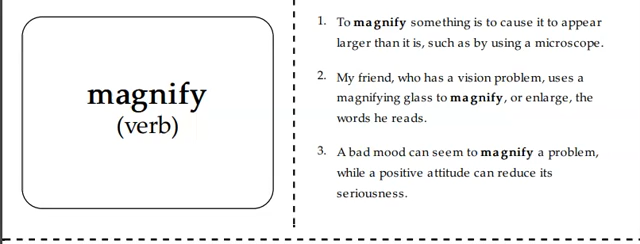 magnify
(verb)
1. To magnify something is to cause it to appear
larger than it is, such as by using a microscope.
2. My friend, who has a vision problem, uses a
magnifying glass to magnify, or enlarge, the
words he reads.
3. A bad mood can seem to magnify a problem,
while a positive attitude can reduce its
seriousness.